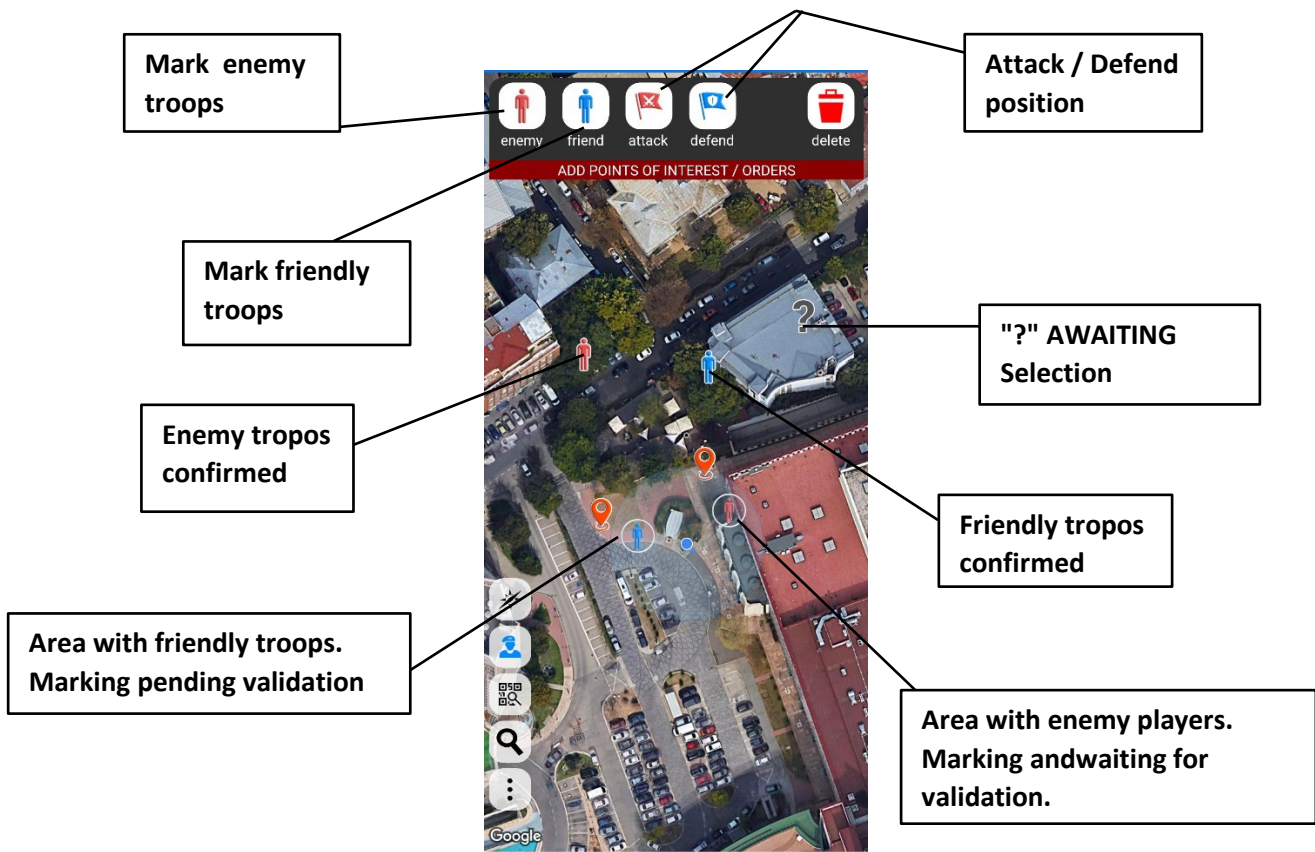 Mark enemy
troops
Attack / Defend
position
enemy friend attack defend delete
ADD POINTS OF INTEREST / ORDERS
Mark friendly
troops
?
"?" AWAITING
Selection
Enemy tropos
confirmed
Friendly tropos
confirmed
Area with friendly troops.
Marking pending validation
Area with enemy players.
Marking andwaiting for
validation.
Google